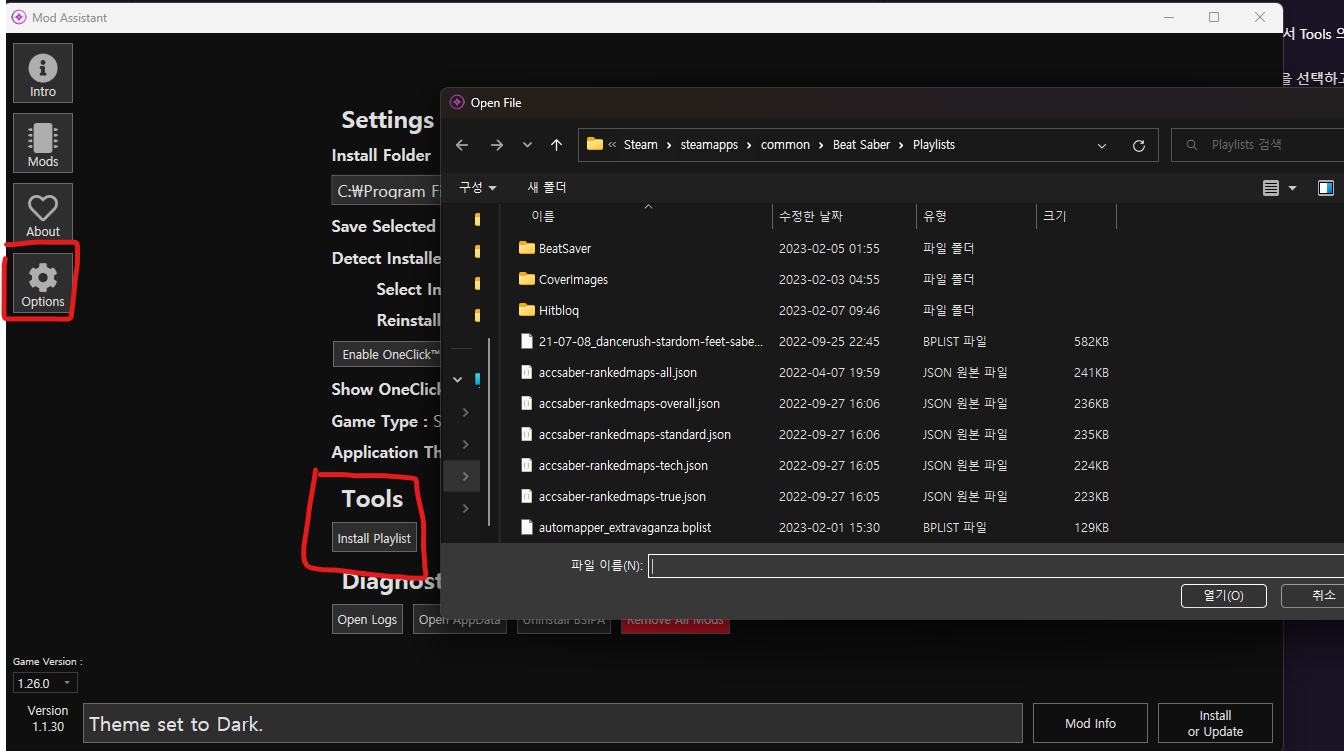 Mod Assistant
서 Tools 의
을 선택하고
Intro
Mods
About
Options
Settings
Install Folder
C:￦Program Fi
Save Selected
Detect Installe
Select In
Reinstall
Enable OneClick™
Show OneClick
Game Type : S
Application Th
Tools
Install Playlist
Diagnost
Open Logs
Open AppData
Uninstall BSIPA
Remove All Mods
Open File
« Steam › steamapps › common › Beat Saber › Playlists
Playlists 검색
구성
새 폴더
이름 수정한 날짜 유형 크기
BeatSaver 2023-02-05 01:55 파일 폴더
CoverImages 2023-02-03 04:55 파일 폴더
Hitbloq 2023-02-07 09:46 파일 폴더
21-07-08_dancerush-stardom-feet-sabe... 2022-09-25 22:45 BPLIST 파일 582KB
accsaber-rankedmaps-all.json 2022-04-07 19:59 JSON 원본 파일 241KB
accsaber-rankedmaps-overall.json 2022-09-27 16:06 JSON 원본 파일 236KB
accsaber-rankedmaps-standard.json 2022-09-27 16:06 JSON 원본 파일 235KB
accsaber-rankedmaps-tech.json 2022-09-27 16:05 JSON 원본 파일 224KB
accsaber-rankedmaps-true.json 2022-09-27 16:05 JSON 원본 파일 223KB
automapper_extravaganza.bplist 2023-02-01 15:30 BPLIST 파일 129KB
파일 이름(N):
열기(O)
취소
Game Version :
1.26.0
Version
1.1.30
Theme set to Dark.
Mod Info
Install
or Update